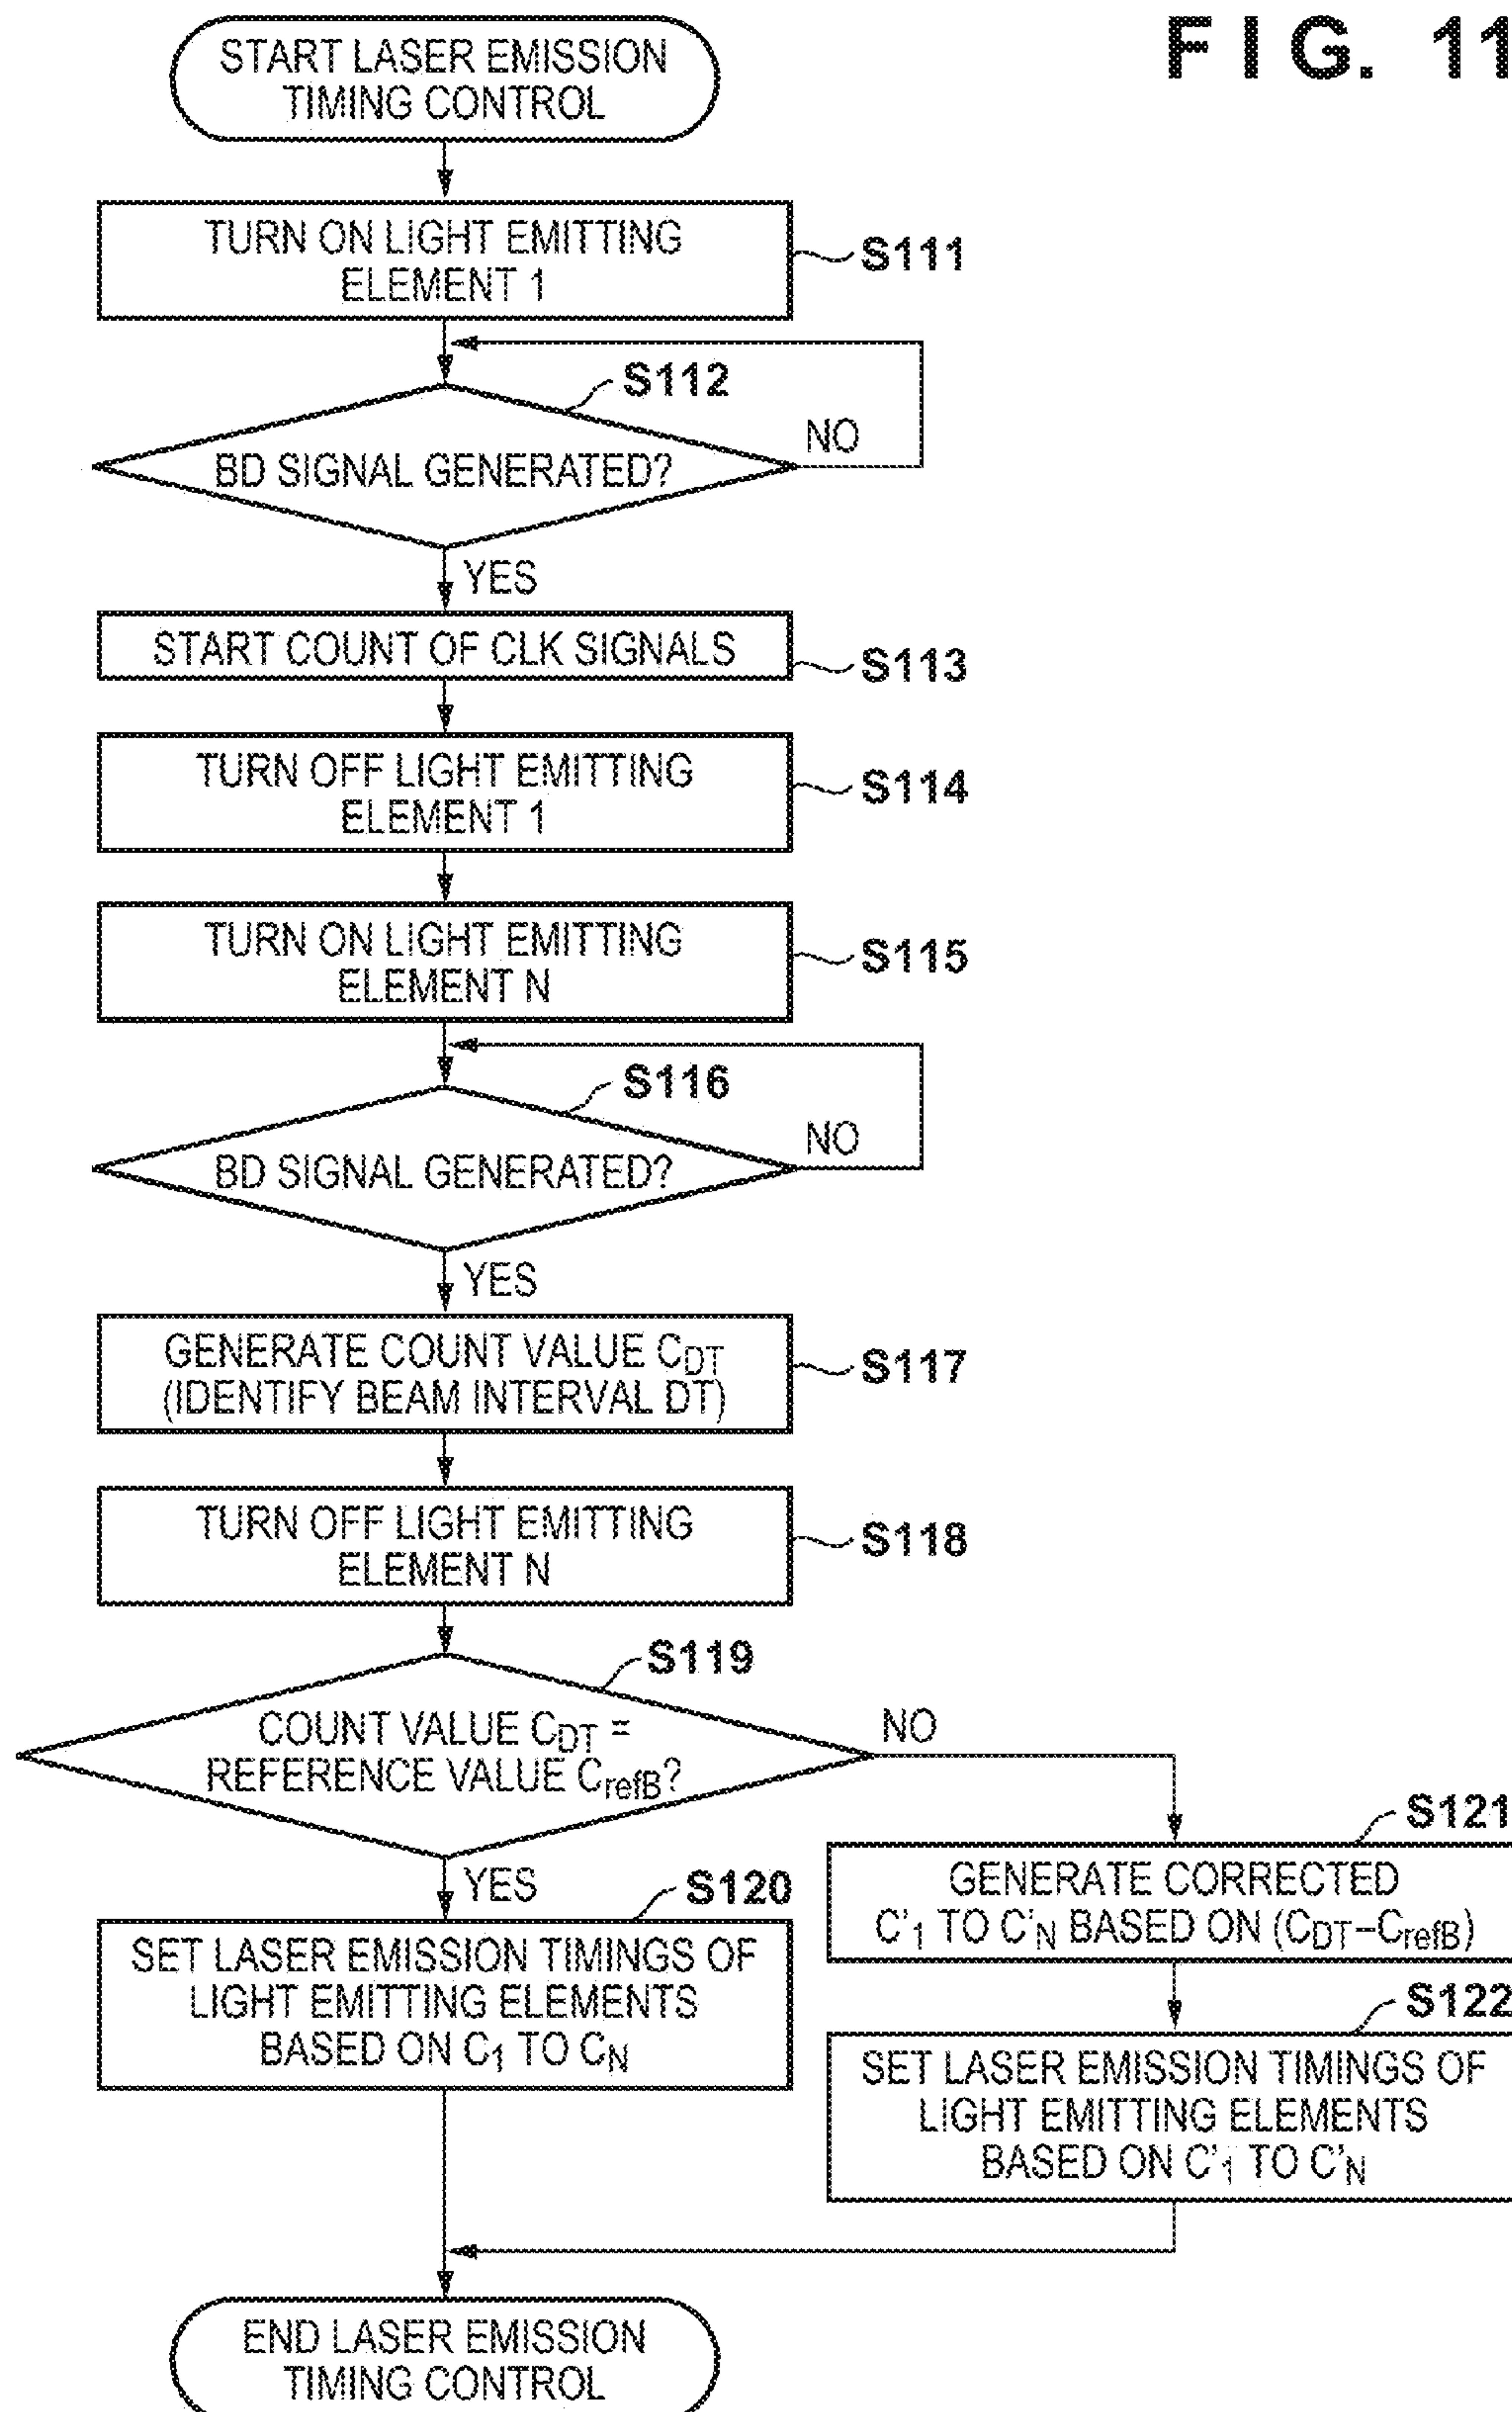 FIG. 11
START LASER EMISSION
TIMING CONTROL
TURN ON LIGHT EMITTING
ELEMENT 1
S111
S112
BD SIGNAL GENERATED?
NO
YES
START COUNT OF CLK SIGNALS
S113
TURN OFF LIGHT EMITTING
ELEMENT 1
S114
TURN ON LIGHT EMITTING
ELEMENT N
S115
S116
BD SIGNAL GENERATED?
NO
YES
GENERATE COUNT VALUE CDT
(IDENTIFY BEAM INTERVAL DT)
S117
TURN OFF LIGHT EMITTING
ELEMENT N
S118
S119
COUNT VALUE CDT =
REFERENCE VALUE CrefB?
NO
YES
S120
SET LASER EMISSION TIMINGS OF
LIGHT EMITTING ELEMENTS
BASED ON C1 TO CN
S121
GENERATE CORRECTED
C'1 TO C'N BASED ON (CDT–CrefB)
S122
SET LASER EMISSION TIMINGS OF
LIGHT EMITTING ELEMENTS
BASED ON C'1 TO C'N
END LASER EMISSION
TIMING CONTROL